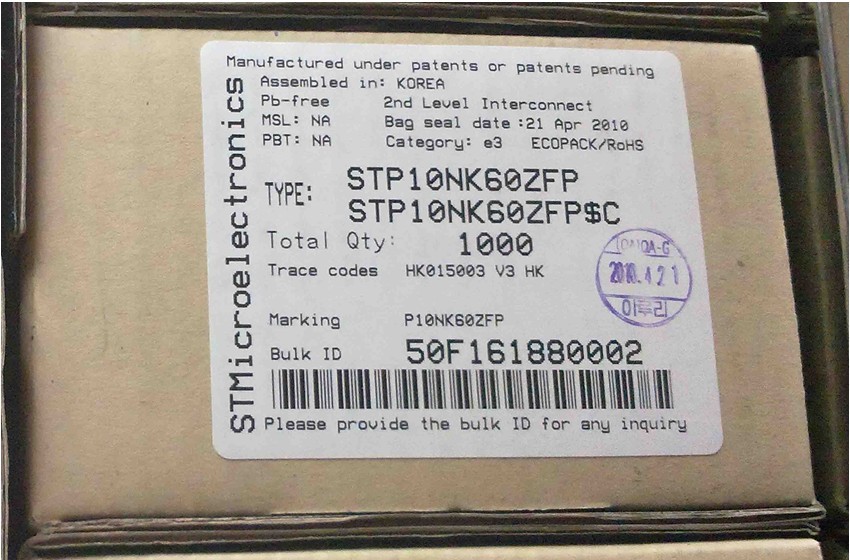 Manufactured under patents or patents pending
Assembled in: KOREA
Pb-free 2nd Level Interconnect
MSL: NA Bag seal date :21 Apr 2010
PBT: NA Category: e3 ECOPACK/RoHS
STMicroelectronics
TYPE: STP10NK60ZFP
STP10NK60ZFP$C
Total Qty: 1000
Trace codes HK015003 V3 HK
Marking P10NK60ZFP
Bulk ID 50F161880002
Please provide the bulk ID for any inquiry
2010.4 21
이루리